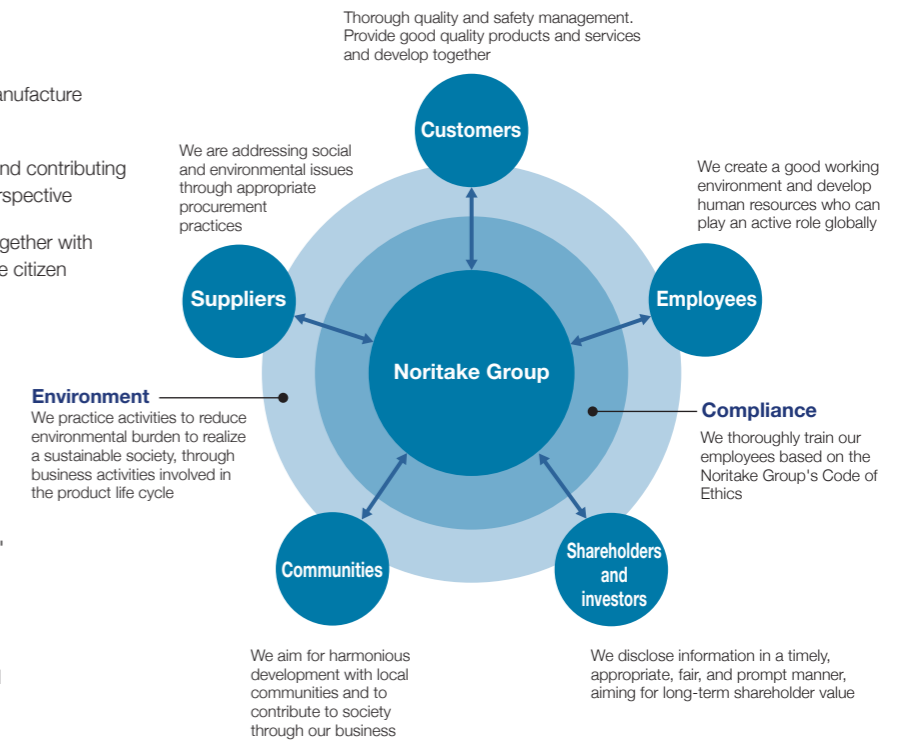 anufacture
nd contributing
rspective
gether with
e citizen
Thorough quality and safety management.
Provide good quality products and services
and develop together
Customers
We are addressing social
and environmental issues
through appropriate
procurement
practices
Suppliers
We create a good working
environment and develop
human resources who can
play an active role globally
Employees
Noritake Group
Environment
We practice activities to reduce
environmental burden to realize
a sustainable society, through
business activities involved in
the product life cycle
Compliance
We thoroughly train our
employees based on the
Noritake Group's Code of
Ethics
Communities
We aim for harmonious
development with local
communities and to
contribute to society
through our business
Shareholders
and
investors
We disclose information in a timely,
appropriate, fair, and prompt manner,
aiming for long-term shareholder value